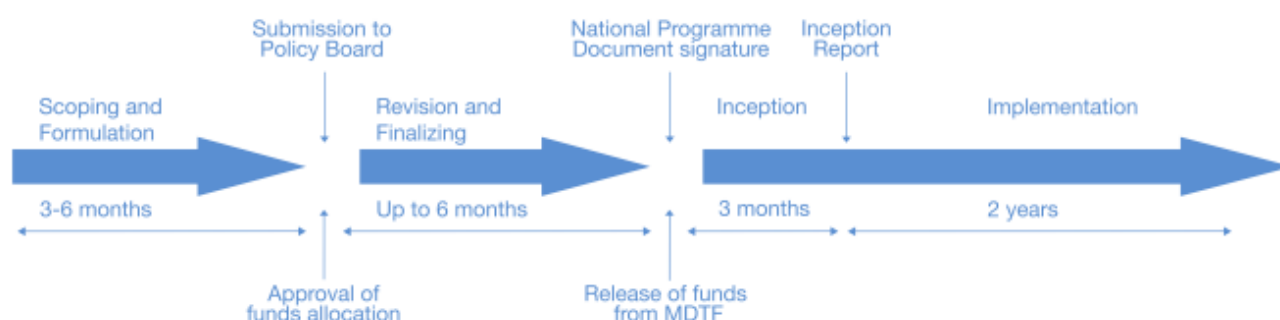 Submission to
Policy Board
National Programme
Document signature
Inception
Report
Scoping and
Formulation
Revision and
Finalizing
Inception
Implementation
3-6 months
Up to 6 months
3 months
2 years
Approval of
funds allocation
Release of funds
from MDTF